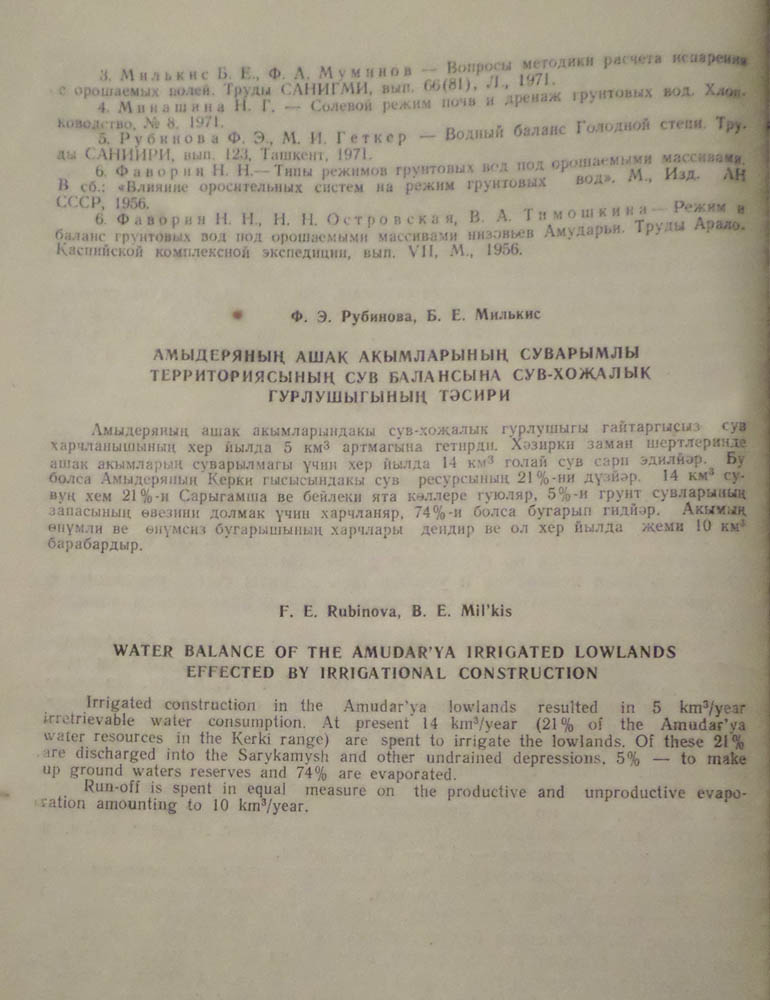 3. Милькис Б. Е., Ф. А. Муминов — Вопросы методики расчета испарения
с орошаемых полей. Труды САНИГМИ, вып. 66(81), Л., 1971.
4. Минашина Н. Г. — Солевой режим почв и дренаж грунтовых вод. Хлоп-
ководство, № 8, 1971.
5. Рубинова Ф. Э., М. И. Геткер — Водный баланс Голодной степи. Тру-
ды САНИИРИ, вып. 123, Ташкент, 1971.
6. Фаворин Н. Н.— Типы режимов грунтовых вод под орошаемыми массивами.
В сб.: «Влияние оросительных систем на режим грунтовых вод». М., Изд. АН
СССР, 1956.
6. Фаворин Н. Н., Н. Н. Островская, В. А. Тимошкина — Режим и
баланс грунтовых вод под орошаемыми массивами низовьев Амударьи. Труды Арало-
Каспийской комплексной экспедиции, вып. VII, М., 1956.
Ф. Э. Рубинова, Б. Е. Милькис
АМЫДЕРЯНЫҢ АШАК АКЫМЛАРЫНЫҢ СУВАРЫМЛЫ
ТЕРРИТОРИЯСЫНЫҢ СУВ БАЛАНСЫНА СУВ-ХОҖАЛЫК
ГУРЛУШЫГЫНЫҢ ТӘСИРИ
Амыдеряның ашак акымларындакы сув-хоҗалык гурлушыгы гайтаргысыз сув
харчланышының хер йылда 5 км³ артмагына гетирди. Хәзирки заман шертлеринде
ашак акымларың суварылмагы үчин хер йылда 14 км³ голай сув сарп эдилйәр. Бу
болса Амыдеряның Керки гысысындакы сув ресурсының 21%-ни дүзйәр. 14 км³ су-
вуң хем 21%-и Сарыгамша ве бейлеки ята көллере гуюляр, 5%-и грунт сувларының
запасының өвезини долмак үчин харчланяр, 74%-и болса бугарып гидйәр. Акымың
өнүмли ве өнүмсиз бугарышының харчлары дендир ве ол хер йылда җеми 10 км³
барабардыр.
F. E. Rubinova, B. E. Mil'kis
WATER BALANCE OF THE AMUDAR'YA IRRIGATED LOWLANDS
EFFECTED BY IRRIGATIONAL CONSTRUCTION
Irrigated construction in the Amudar'ya lowlands resulted in 5 km³/year
irretrievable water consumption. At present 14 km³/year (21% of the Amudar'ya
water resources in the Kerki range) are spent to irrigate the lowlands. Of these 21%
are discharged into the Sarykamysh and other undrained depressions, 5% — to make
up ground waters reserves and 74% are evaporated.
Run-off is spent in equal measure on the productive and unproductive evapo-
ration amounting to 10 km³/year.